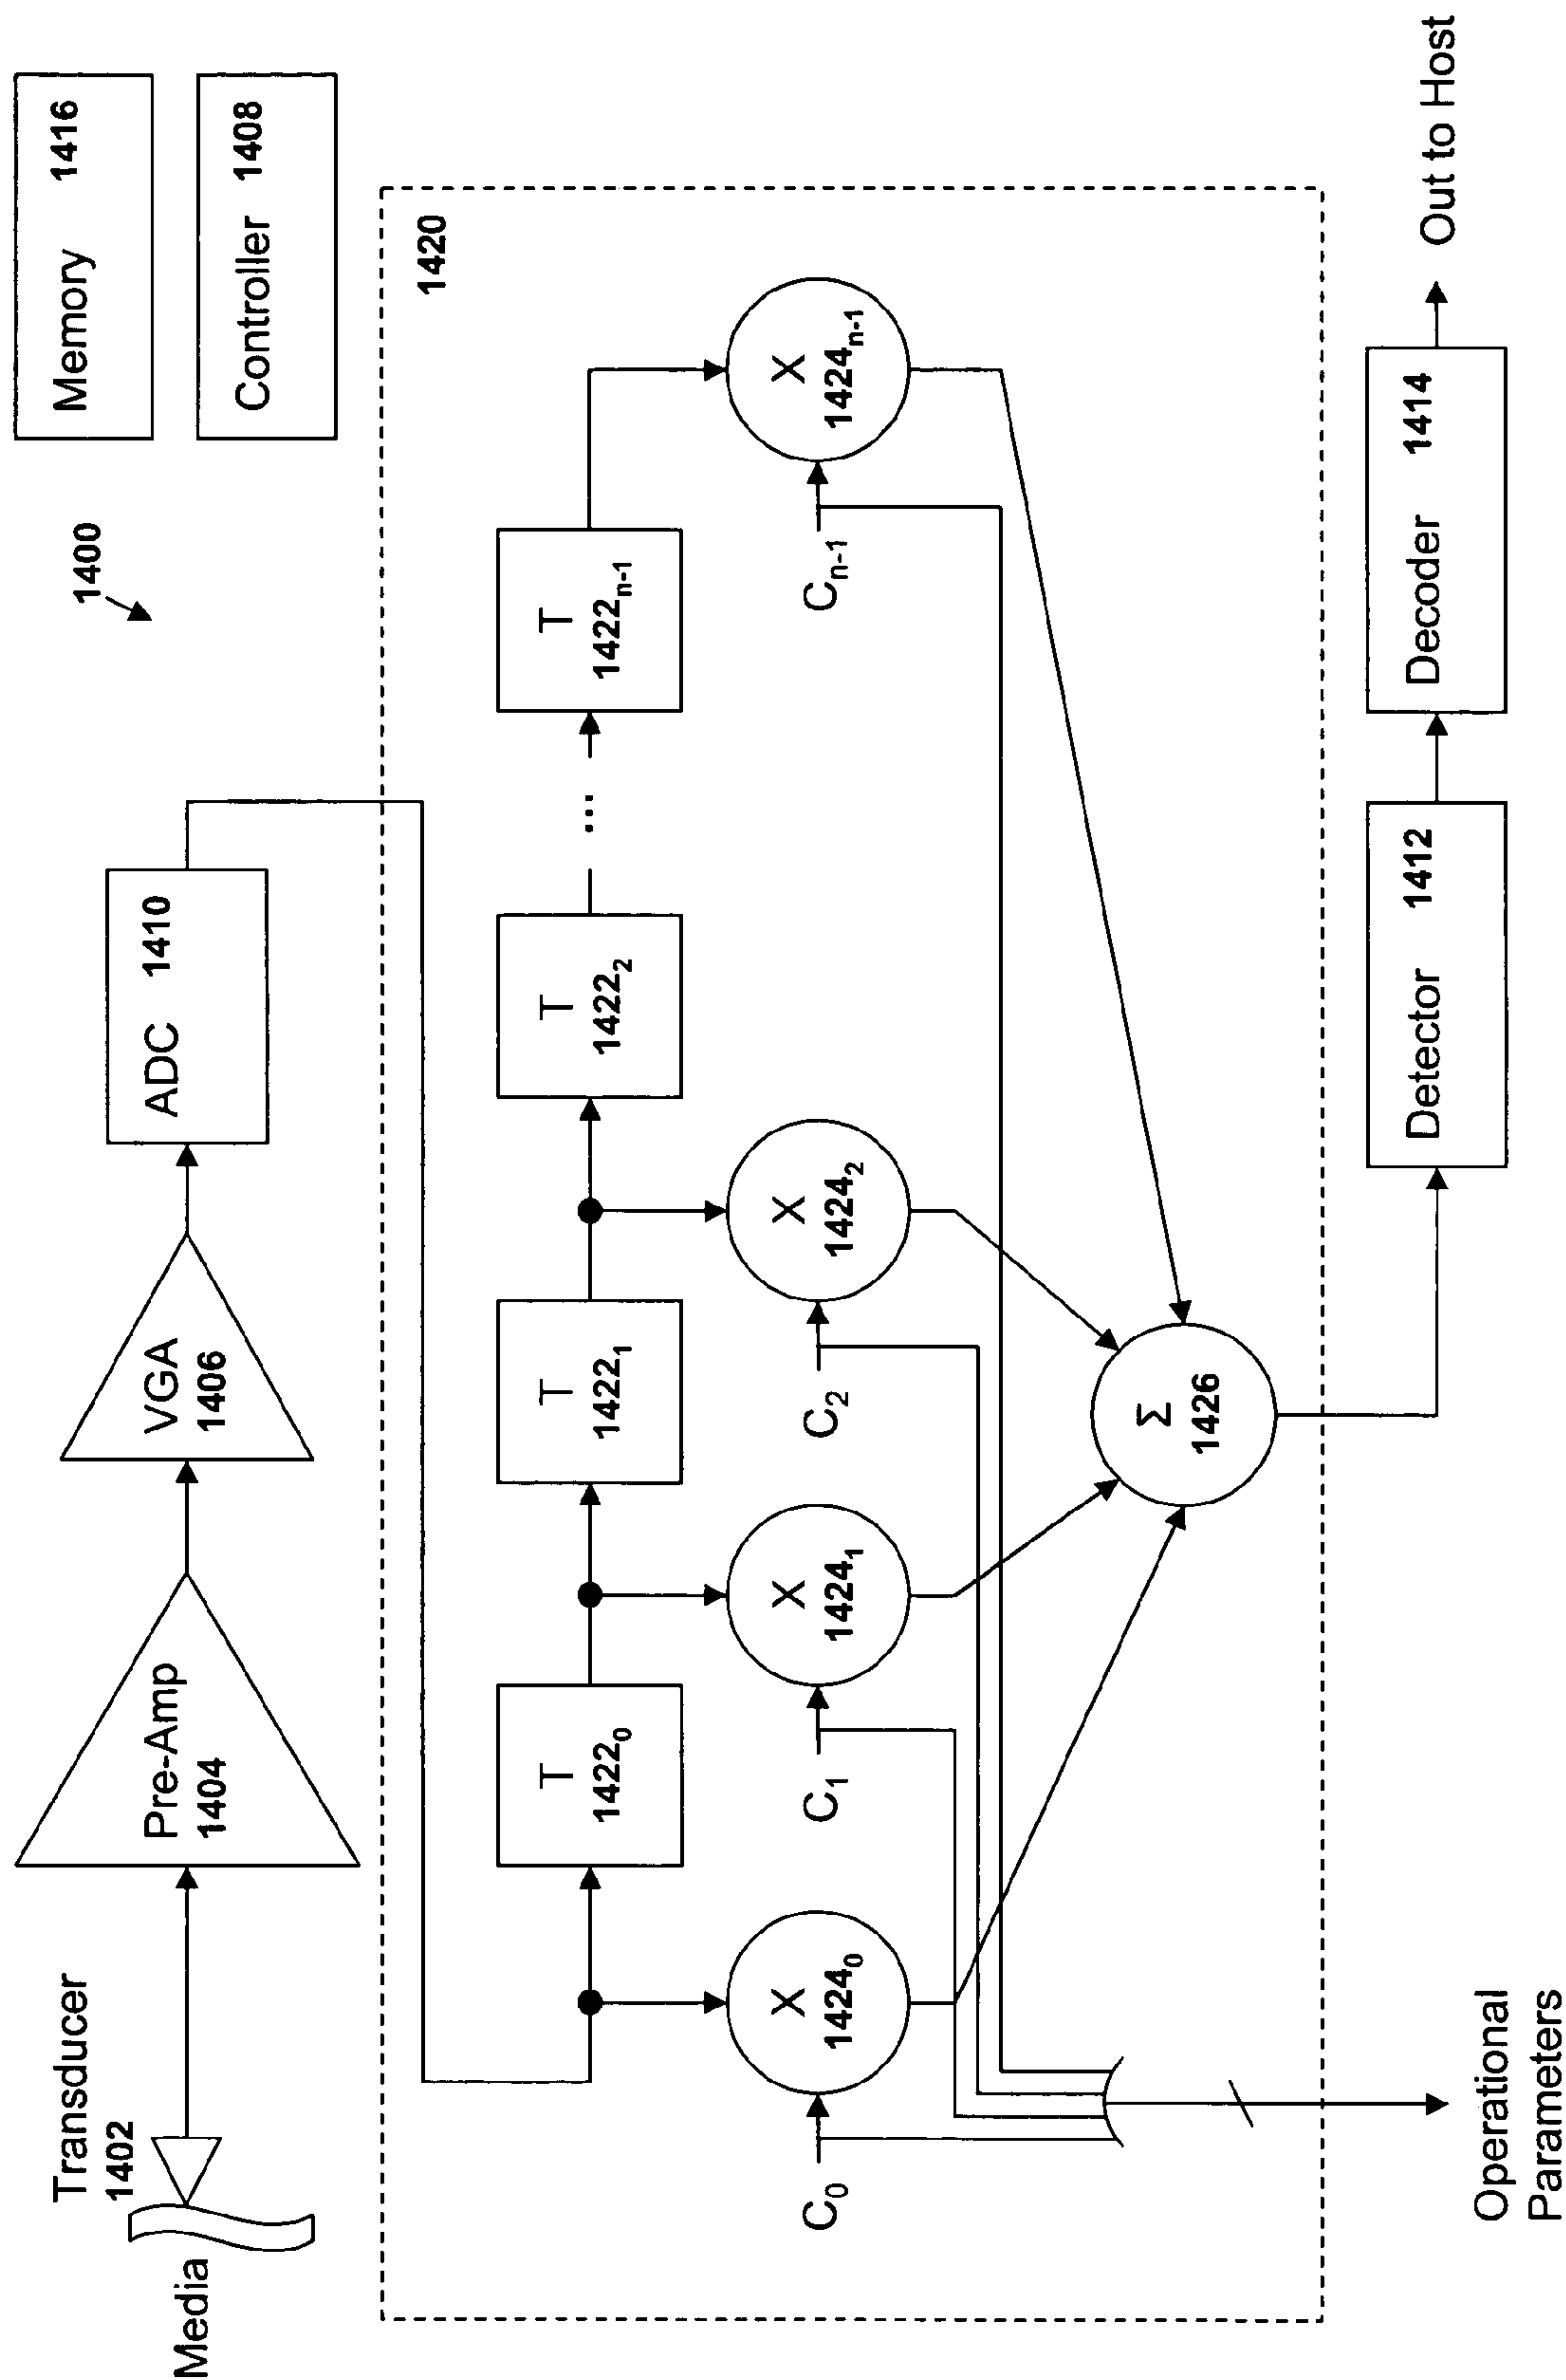 1400
Memory 1416
Controller 1408
Transducer
1402
Media
Pre-Amp
1404
VGA
1406
ADC 1410
1420
T
1422₀
T
1422₁
T
1422₂
...
T
1422ₙ₋₁
X
1424₀
X
1424₁
X
1424₂
X
1424ₙ₋₁
C₀
C₁
C₂
Cₙ₋₁
Σ
1426
Operational
Parameters
Detector 1412
Decoder 1414
Out to Host